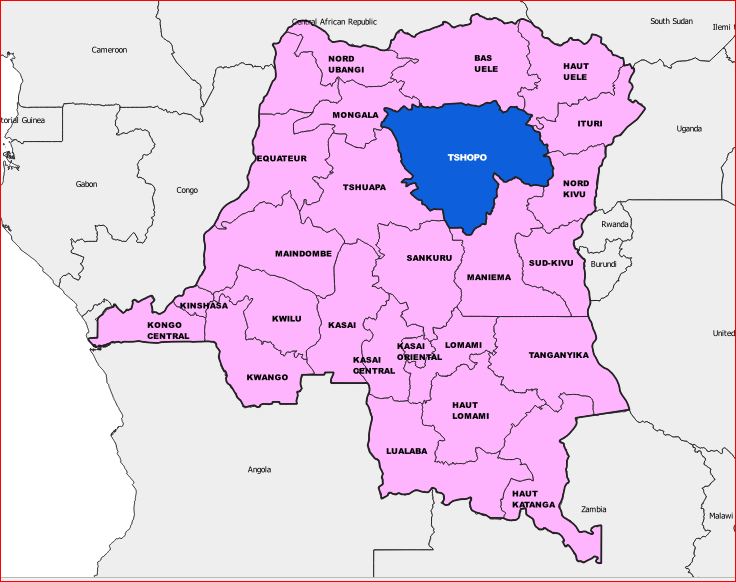 Central African Republic
South Sudan
Ilemi
Cameroon
NORD
UBANGI
BAS
UELE
HAUT
UELE
MONGALA
torial Guinea
ITURI
Uganda
EQUATEUR
TSHOPO
Gabon
Congo
TSHUAPA
NORD
KIVU
Rwanda
MAINDOMBE
SANKURU
SUD-KIVU
Burundi
MANIEMA
KINSHASA
KONGO
CENTRAL
KWILU
KASAI
United
KASAI
ORIENTAL
LOMAMI
KASAI
CENTRAL
TANGANYIKA
KWANGO
HAUT
LOMAMI
LUALABA
Angola
HAUT
KATANGA
Zambia
Malawi